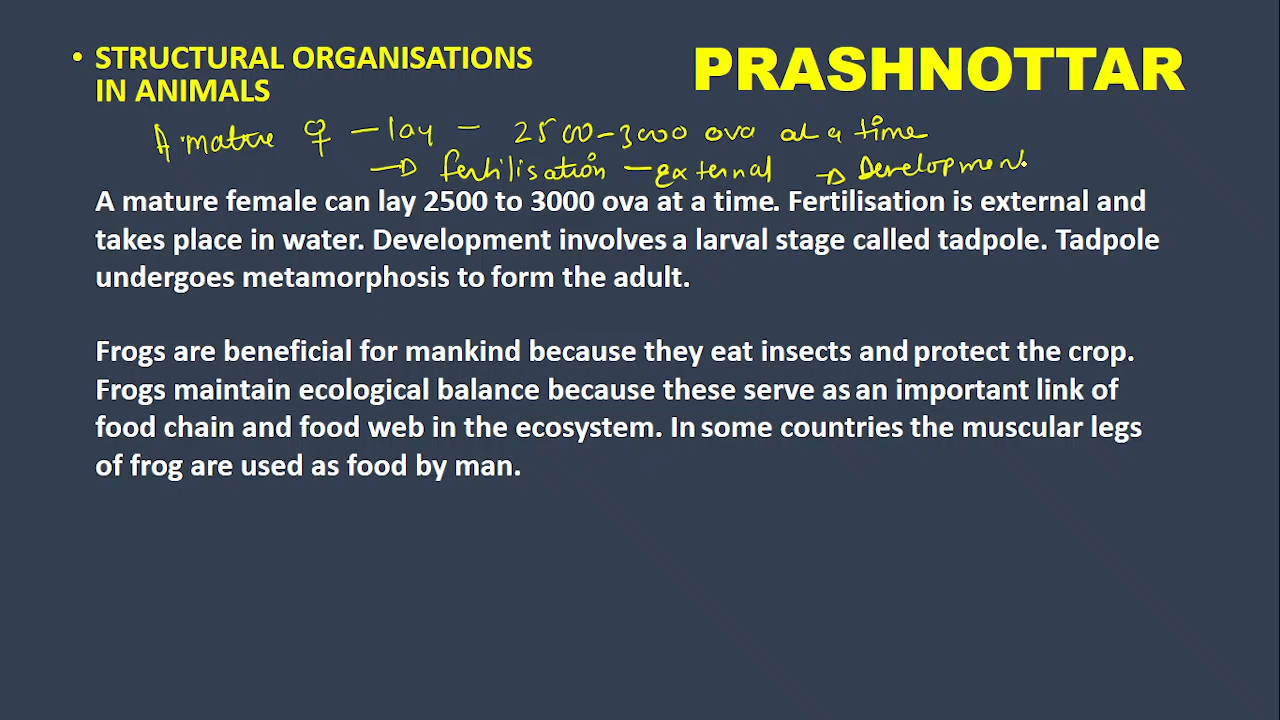 • STRUCTURAL ORGANISATIONS
IN ANIMALS
PRASHNOTTAR
A mature ♀ — lay — 2500-3000 ova at a time
→ fertilisation — external → Development
A mature female can lay 2500 to 3000 ova at a time. Fertilisation is external and
takes place in water. Development involves a larval stage called tadpole. Tadpole
undergoes metamorphosis to form the adult.
Frogs are beneficial for mankind because they eat insects and protect the crop.
Frogs maintain ecological balance because these serve as an important link of
food chain and food web in the ecosystem. In some countries the muscular legs
of frog are used as food by man.